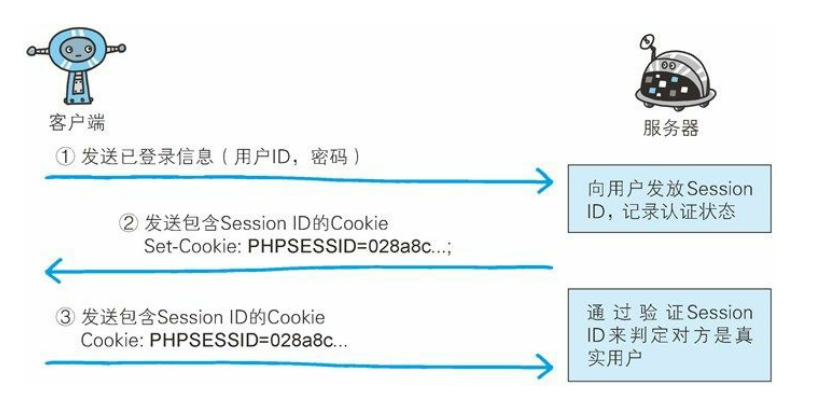 客户端
服务器
① 发送已登录信息（用户ID，密码）
向用户发放Session
ID，记录认证状态
② 发送包含Session ID的Cookie
Set-Cookie: PHPSESSID=028a8c...;
③ 发送包含Session ID的Cookie
Cookie: PHPSESSID=028a8c...
通过验证Session
ID来判定对方是真
实用户